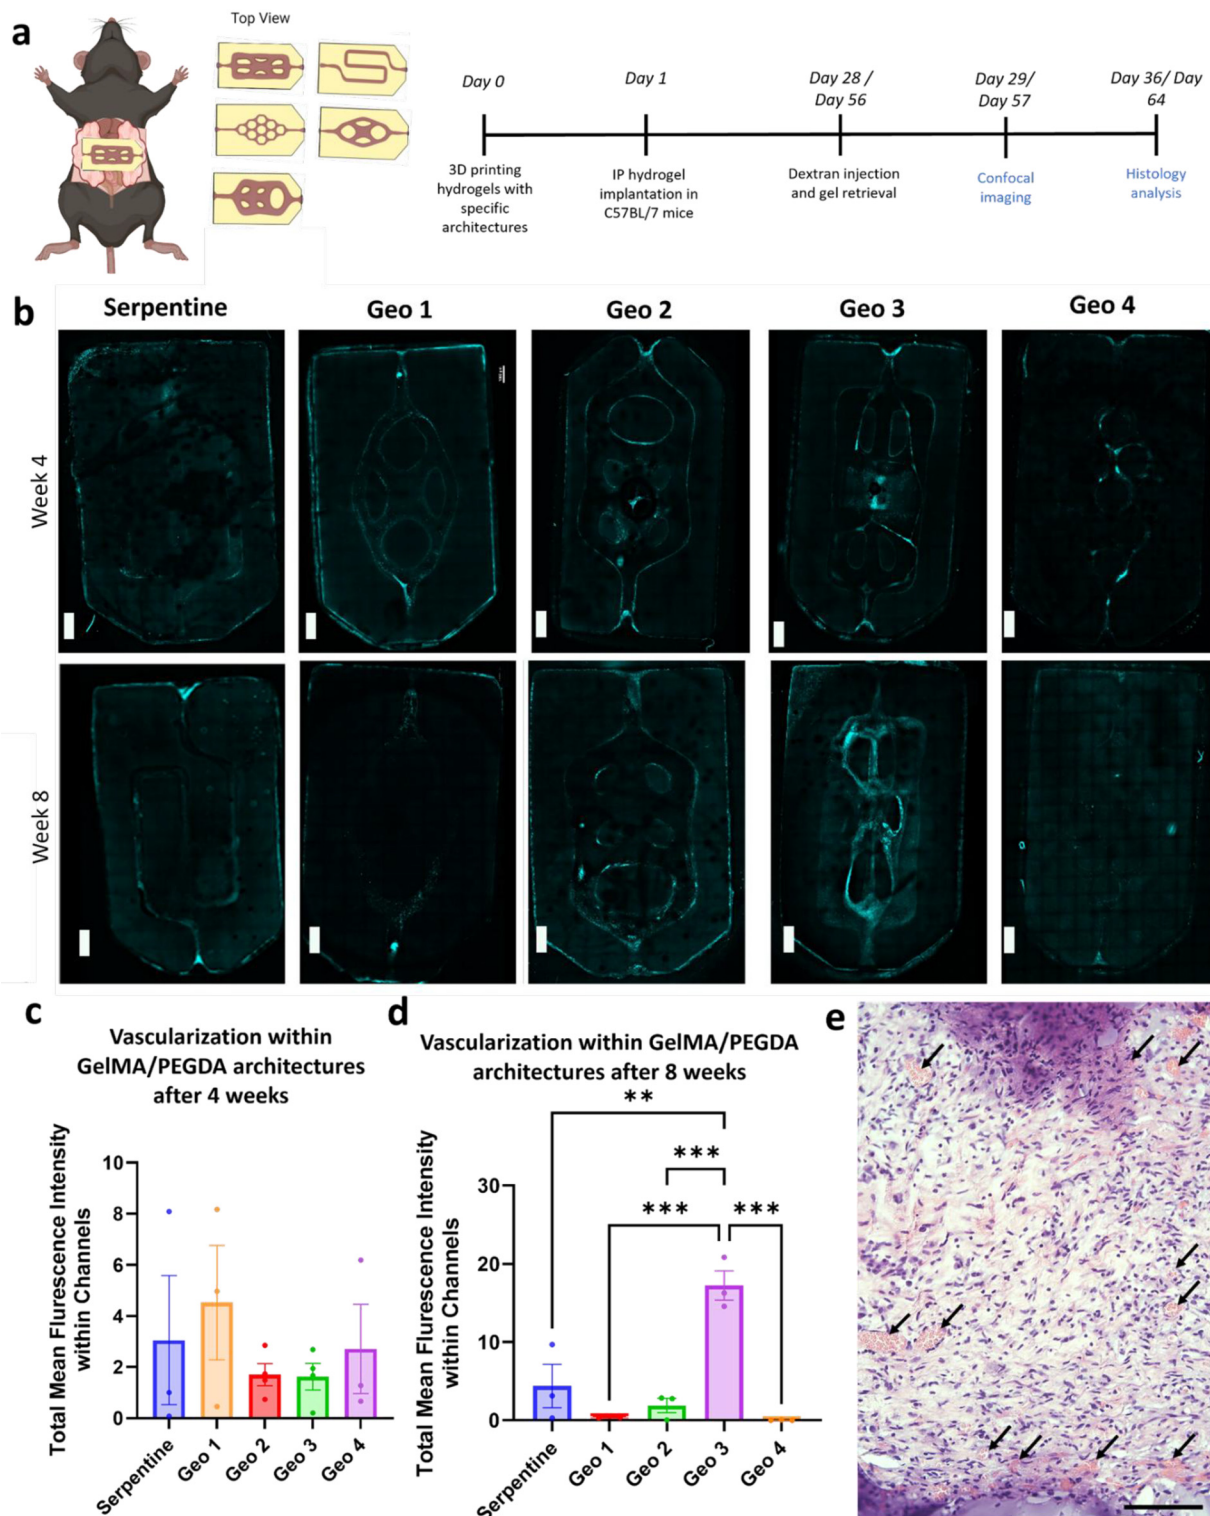 a
Top View
Day 0
3D printing
hydrogels with
specific
architectures
Day 1
IP hydrogel
implantation in
C57BL/7 mice
Day 28 /
Day 56
Dextran injection
and gel retrieval
Day 29/
Day 57
Confocal
imaging
Day 36/ Day
64
Histology
analysis
b
Serpentine
Geo 1
Geo 2
Geo 3
Geo 4
Week 4
Week 8
c
Vascularization within
GelMA/PEGDA architectures
after 4 weeks
Total Mean Flurescence Intensity
within Channels
10
8
6
4
2
0
Serpentine
Geo 1
Geo 2
Geo 3
Geo 4
d
Vascularization within GelMA/PEGDA
architectures after 8 weeks
**
***
*** ***
Total Mean Flurescence Intensity
within Channels
30
20
10
0
Serpentine
Geo 1
Geo 2
Geo 3
Geo 4
e